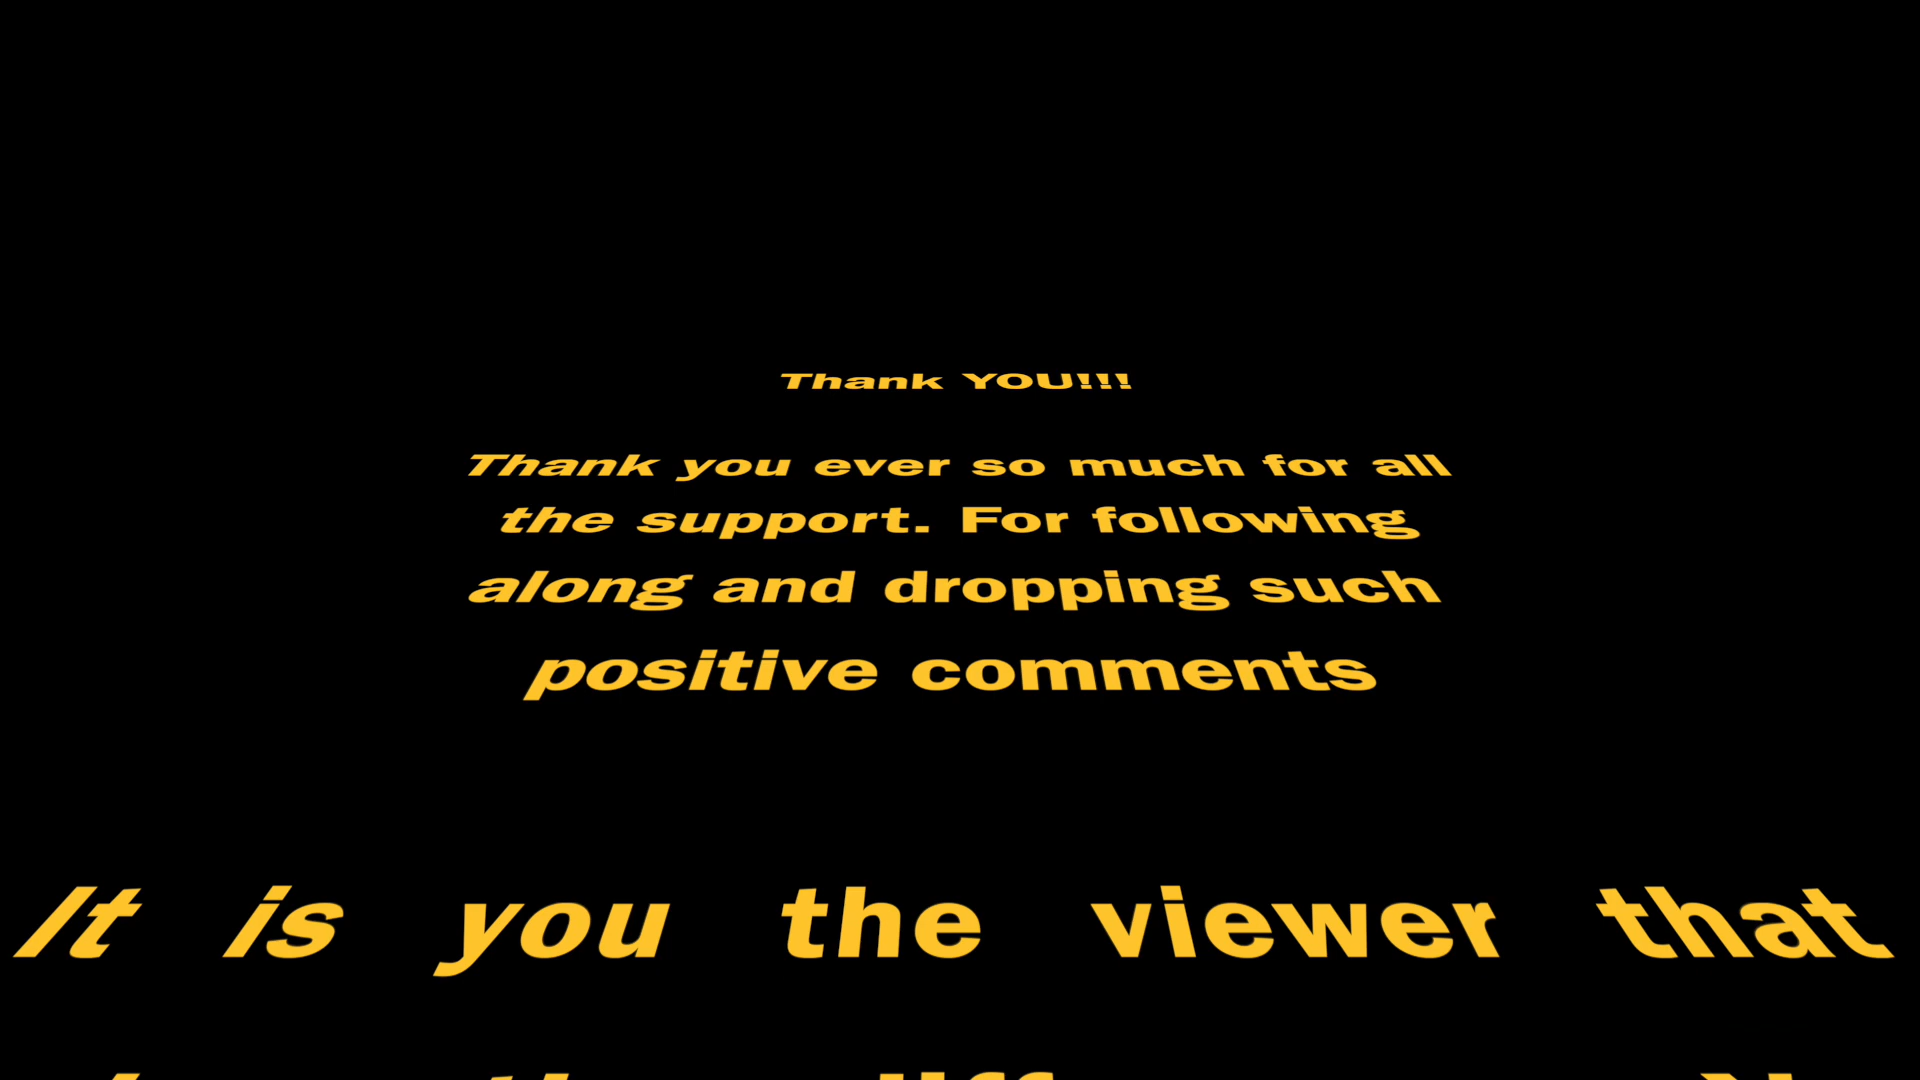 Thank YOU!!!
Thank you ever so much for all
the support. For following
along and dropping such
positive comments
It is you the viewer that